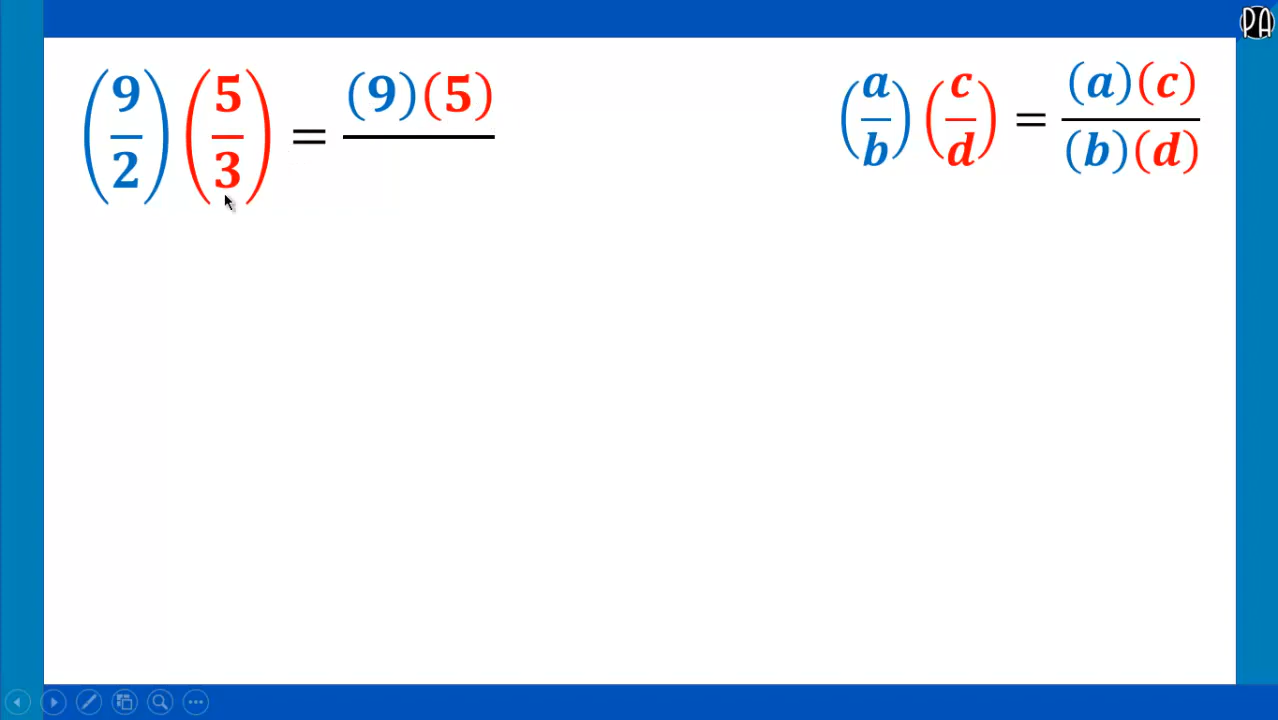 PA
(9/2)(5/3) = (9)(5)/
(a/b)(c/d) = (a)(c)/(b)(d)